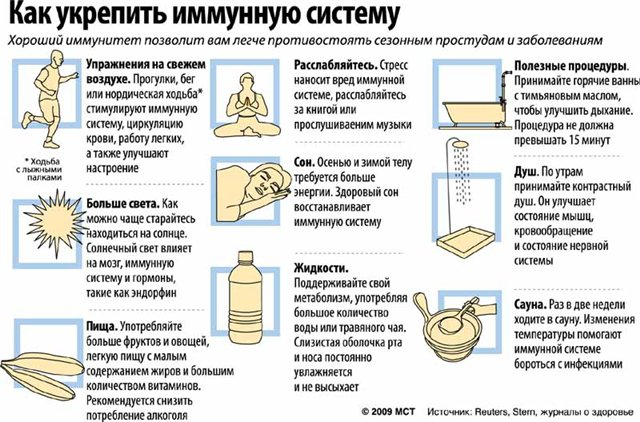 Как укрепить иммунную систему
Хороший иммунитет позволит вам легче противостоять сезонным простудам и заболеваниям
Упражнения на свежем
воздухе. Прогулки, бег
или нордическая ходьба*
стимулируют иммунную
систему, циркуляцию
крови, работу легких,
а также улучшают
настроение
* Ходьба
с лыжными
палками
Больше света. Как
можно чаще старайтесь
находиться на солнце.
Солнечный свет влияет
на мозг, иммунную
систему и гормоны,
такие как эндорфин
Пища. Употребляйте
больше фруктов и овощей,
легкую пищу с малым
содержанием жиров и большим
количеством витаминов.
Рекомендуется снизить
потребление алкоголя
Расслабляйтесь. Стресс
наносит вред иммунной
системе, расслабляйтесь
за книгой или
прослушиваеним музыки
Сон. Осенью и зимой телу
требуется больше
энергии. Здоровый сон
восстанавливает
иммунную систему
Жидкости.
Поддерживайте свой
метаболизм, употребляя
большое количество
воды или травяного чая.
Слизистая оболочка рта
и носа постоянно
увлажняется
и не высыхает
Полезные процедуры.
Принимайте горячие ванны
с тимьяновым маслом,
чтобы улучшить дыхание.
Процедура не должна
превышать 15 минут
Душ. По утрам
принимайте контрастный
душ. Он улучшает
состояние мышц,
кровообращение
и состояние нервной
системы
Сауна. Раз в две недели
ходите в сауну. Изменения
температуры помогают
иммунной системе
бороться с инфекциями
© 2009 МСТ Источник: Reuters, Stern, журналы о здоровье